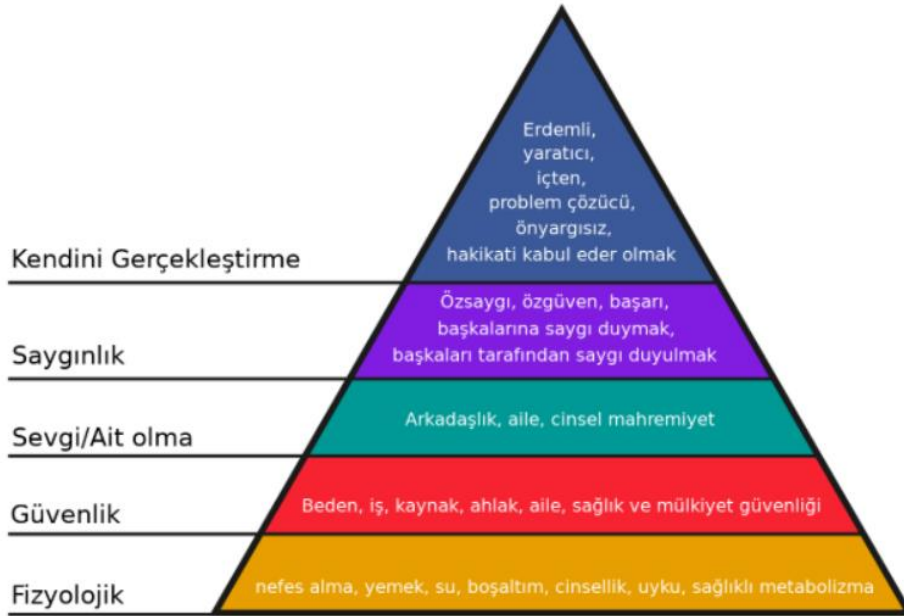 Erdemli,
yaratıcı,
içten,
problem çözücü,
önyargısız,
hakikati kabul eder olmak
Kendini Gerçekleştirme
Özsaygı, özgüven, başarı,
başkalarına saygı duymak,
başkaları tarafından saygı duyulmak
Saygınlık
Arkadaşlık, aile, cinsel mahremiyet
Sevgi/Ait olma
Beden, iş, kaynak, ahlak, aile, sağlık ve mülkiyet güvenliği
Güvenlik
nefes alma, yemek, su, boşaltım, cinsellik, uyku, sağlıklı metabolizma
Fizyolojik